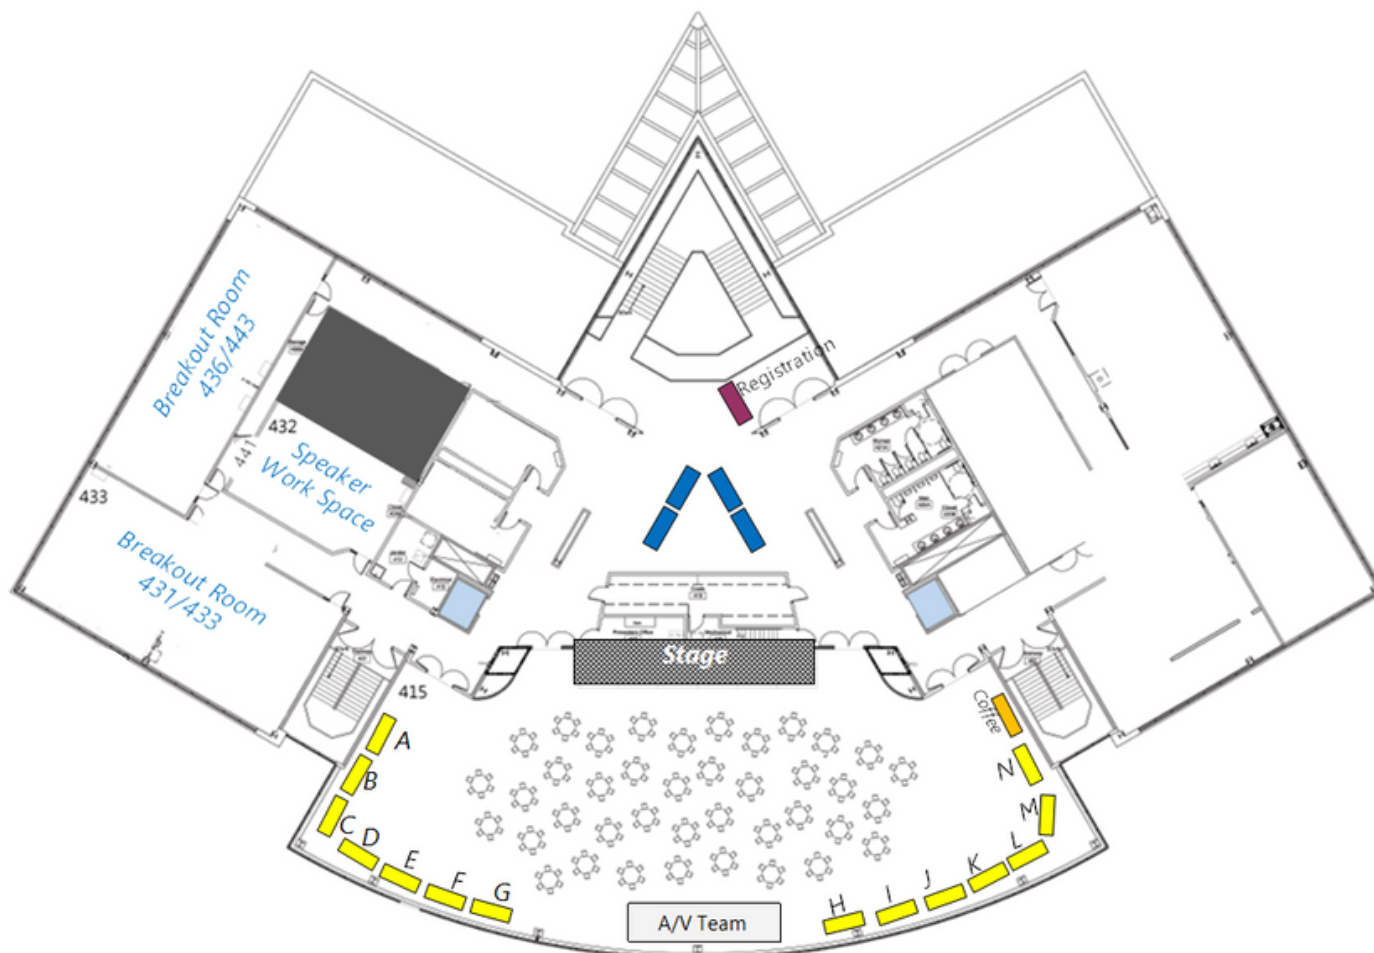 Registration
Breakout Room
436/443
432
441
Speaker
Work Space
433
Breakout Room
431/433
Stage
415
Coffee
A
B
C
D
E
F
G
H
I
J
K
L
M
N
A/V Team